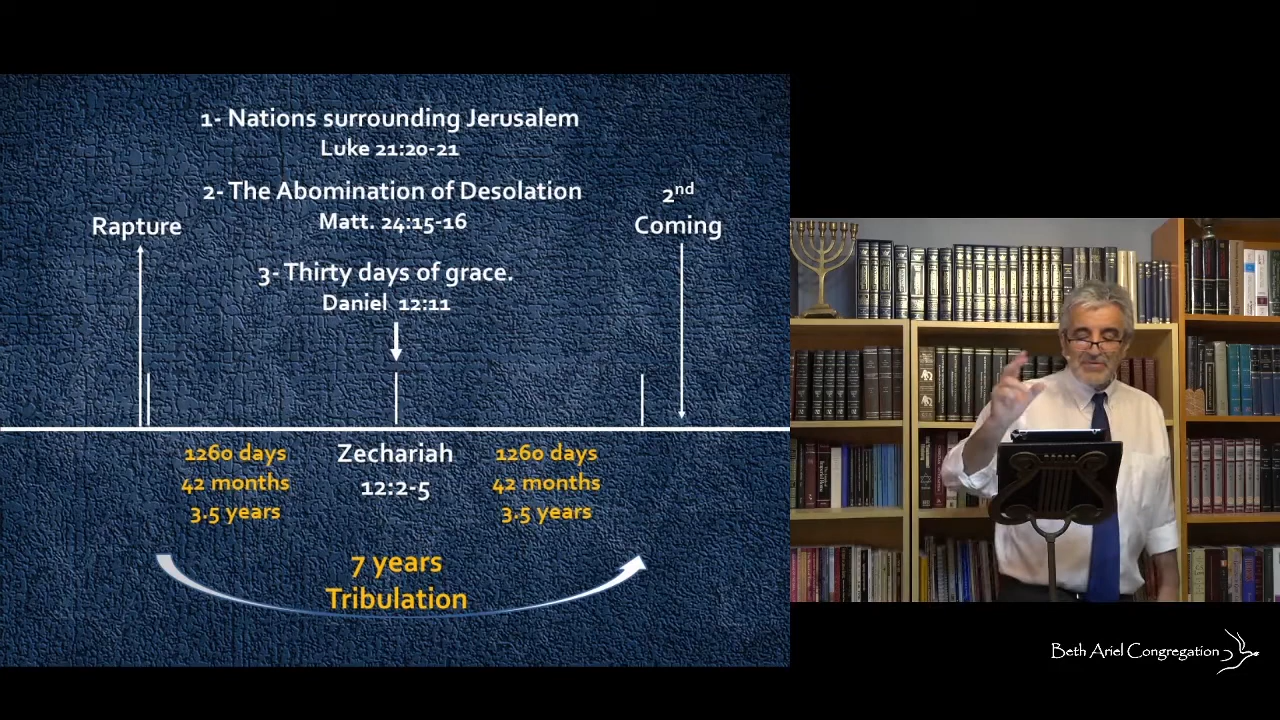 1- Nations surrounding Jerusalem
Luke 21:20-21
2- The Abomination of Desolation
Matt. 24:15-16
3- Thirty days of grace.
Daniel 12:11
Rapture
2nd
Coming
1260 days
42 months
3.5 years
Zechariah
12:2-5
1260 days
42 months
3.5 years
7 years
Tribulation
Beth Ariel Congregation